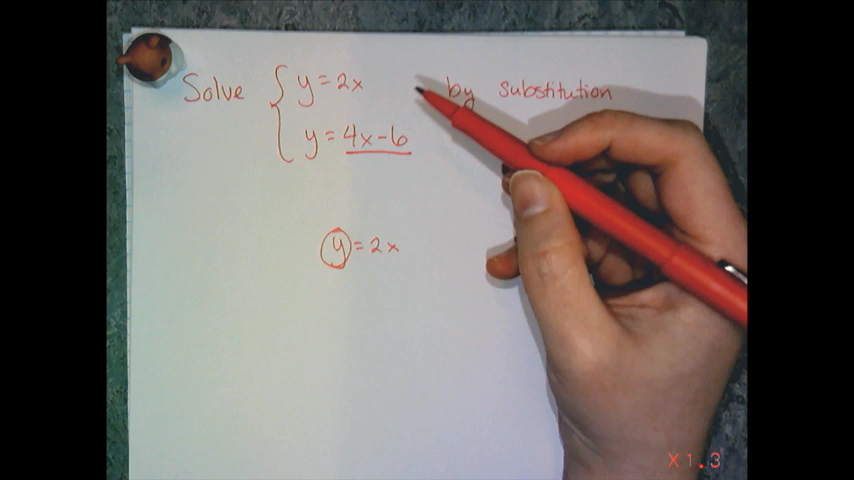 Solve { y = 2x by substitution
y = 4x - 6
y = 2x
X1.3